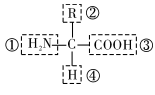 R ②
① H₂N C COOH ③
H ④